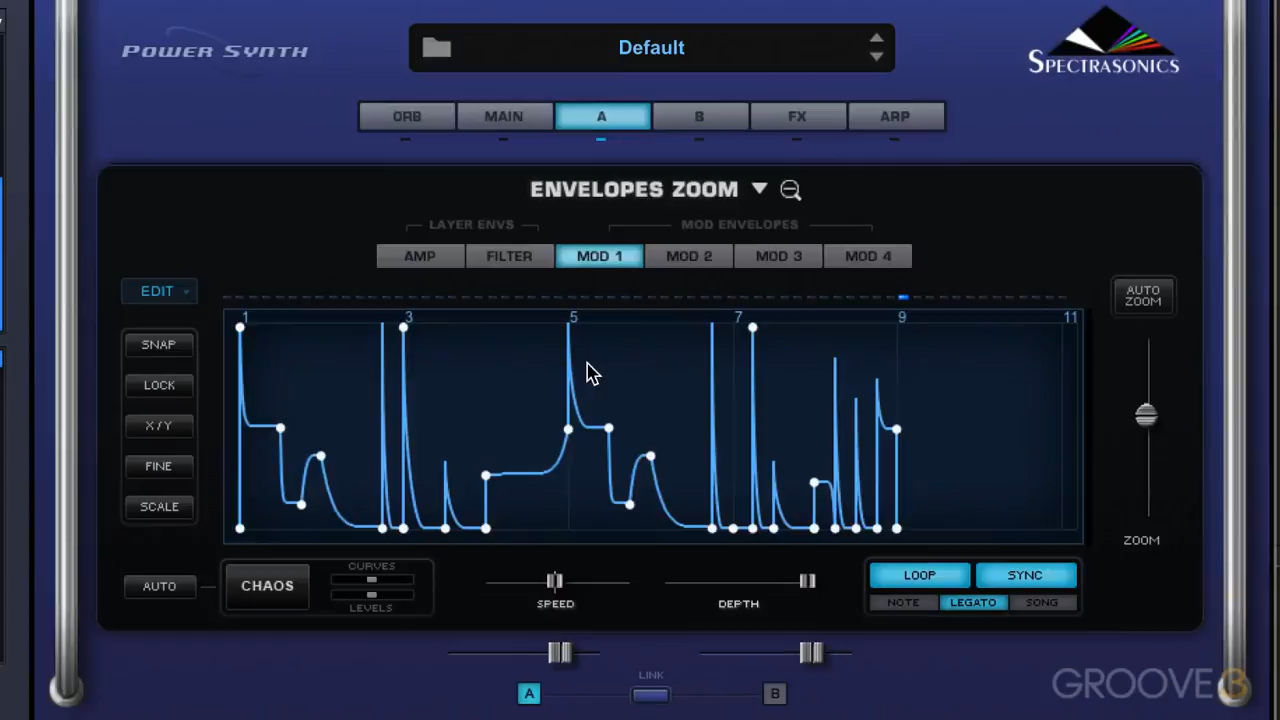 POWER SYNTH
Default
SPECTRASONICS
ORB MAIN A B FX ARP
ENVELOPES ZOOM
LAYER ENVS MOD ENVELOPES
AMP FILTER MOD 1 MOD 2 MOD 3 MOD 4
EDIT
AUTO ZOOM
1 3 5 7 9 11
SNAP
LOCK
X/Y
FINE
SCALE
ZOOM
AUTO
CHAOS
CURVES
LEVELS
SPEED
DEPTH
LOOP SYNC
NOTE LEGATO SONG
LINK
A B
GROOVE3